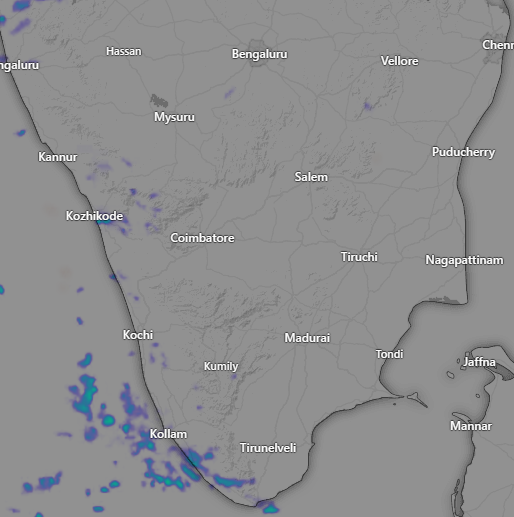 Hassan
Bengaluru
Chenn
Vellore
ngaluru
Mysuru
Kannur
Puducherry
Salem
Kozhikode
Coimbatore
Tiruchi
Nagapattinam
Kochi
Madurai
Tondi
Jaffna
Kumily
Mannar
Kollam
Tirunelveli